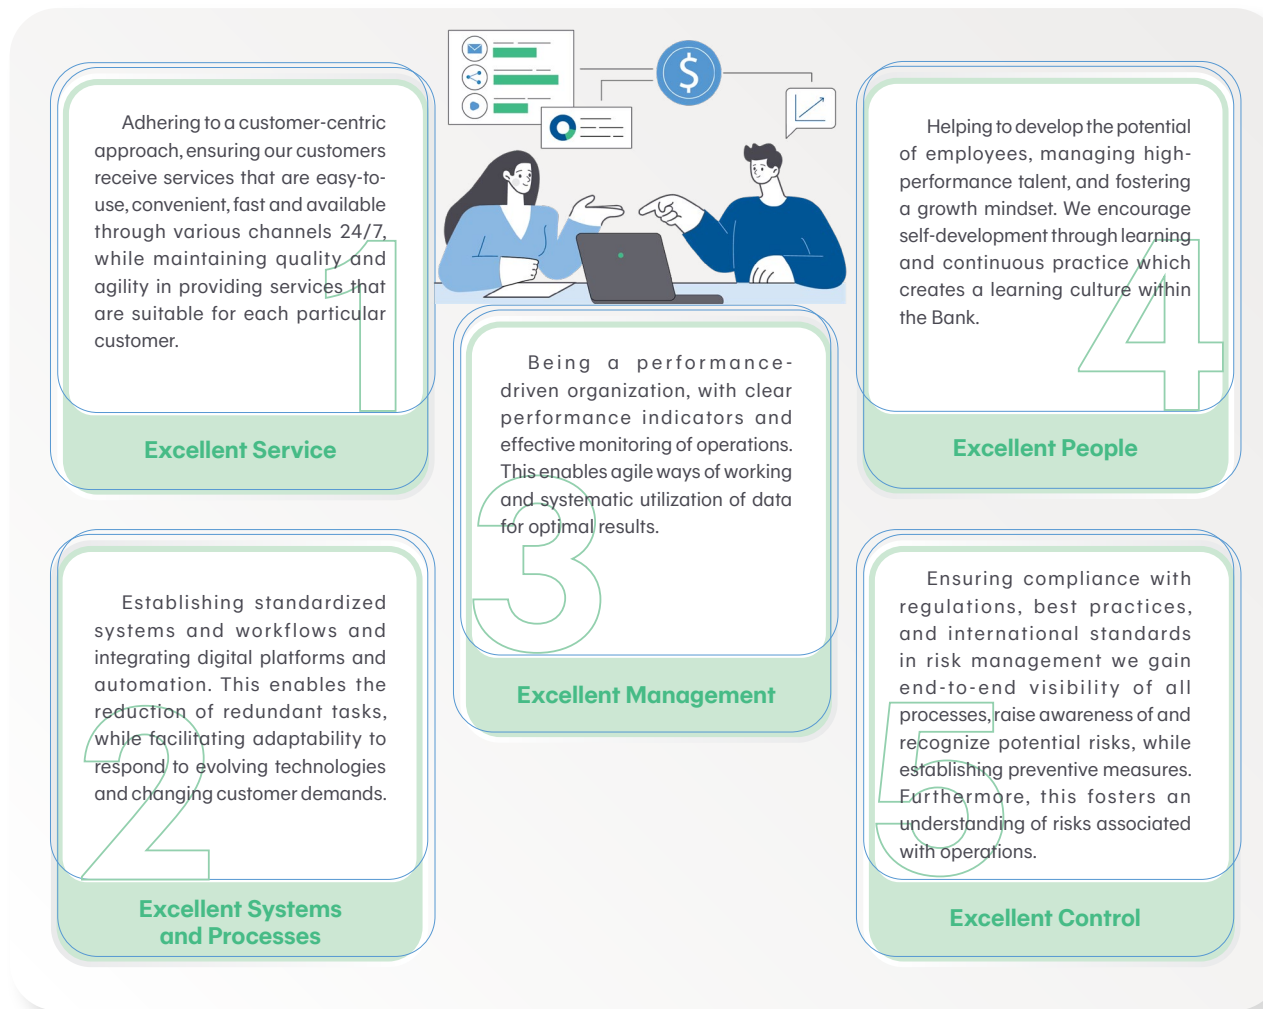 Adhering to a customer-centric
approach, ensuring our customers
receive services that are easy-to-
use, convenient, fast and available
through various channels 24/7,
while maintaining quality and
agility in providing services that
are suitable for each particular
customer.
1
Excellent Service
Establishing standardized
systems and workflows and
integrating digital platforms and
automation. This enables the
reduction of redundant tasks,
while facilitating adaptability to
respond to evolving technologies
and changing customer demands.
2
Excellent Systems
and Processes
$
Being a performance-
driven organization, with clear
performance indicators and
effective monitoring of operations.
This enables agile ways of working
and systematic utilization of data
for optimal results.
3
Excellent Management
Helping to develop the potential
of employees, managing high-
performance talent, and fostering
a growth mindset. We encourage
self-development through learning
and continuous practice which
creates a learning culture within
the Bank.
4
Excellent People
Ensuring compliance with
regulations, best practices,
and international standards
in risk management we gain
end-to-end visibility of all
processes, raise awareness of and
recognize potential risks, while
establishing preventive measures.
Furthermore, this fosters an
understanding of risks associated
with operations.
5
Excellent Control